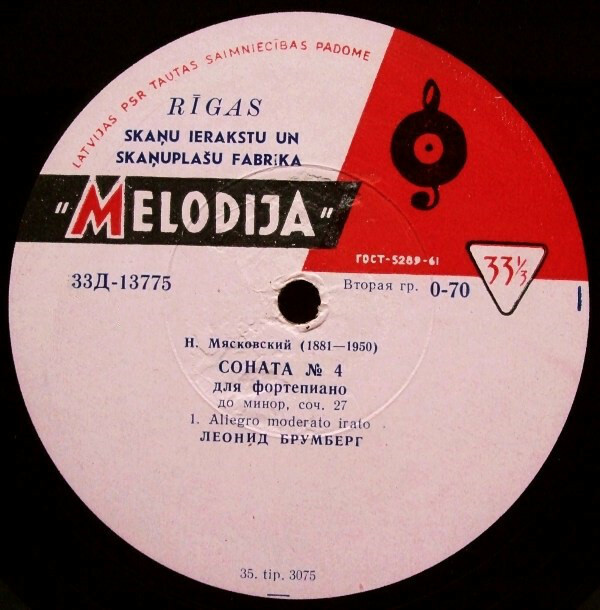 LATVIJAS PSR TAUTAS SAIMNIECĪBAS PADOME
RĪGAS
SKAŅU IERAKSTU UN
SKAŅUPLAŠU FABRIKA
"MELODIJA"
ГОСТ-5289-61
33⅓
33Д-13775
Вторая гр. 0-70
Н. Мясковский (1881—1950)
СОНАТА № 4
для фортепиано
до минор, соч. 27
1. Allegro moderato irato
ЛЕОНИД БРУМБЕРГ
35. tip. 3075